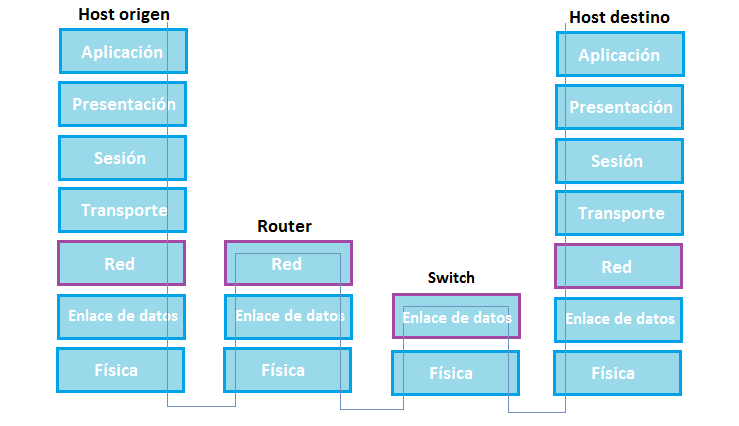 Host origen
Aplicación
Presentación
Sesión
Transporte
Red
Enlace de datos
Física
Router
Red
Enlace de datos
Física
Switch
Enlace de datos
Física
Host destino
Aplicación
Presentación
Sesión
Transporte
Red
Enlace de datos
Física